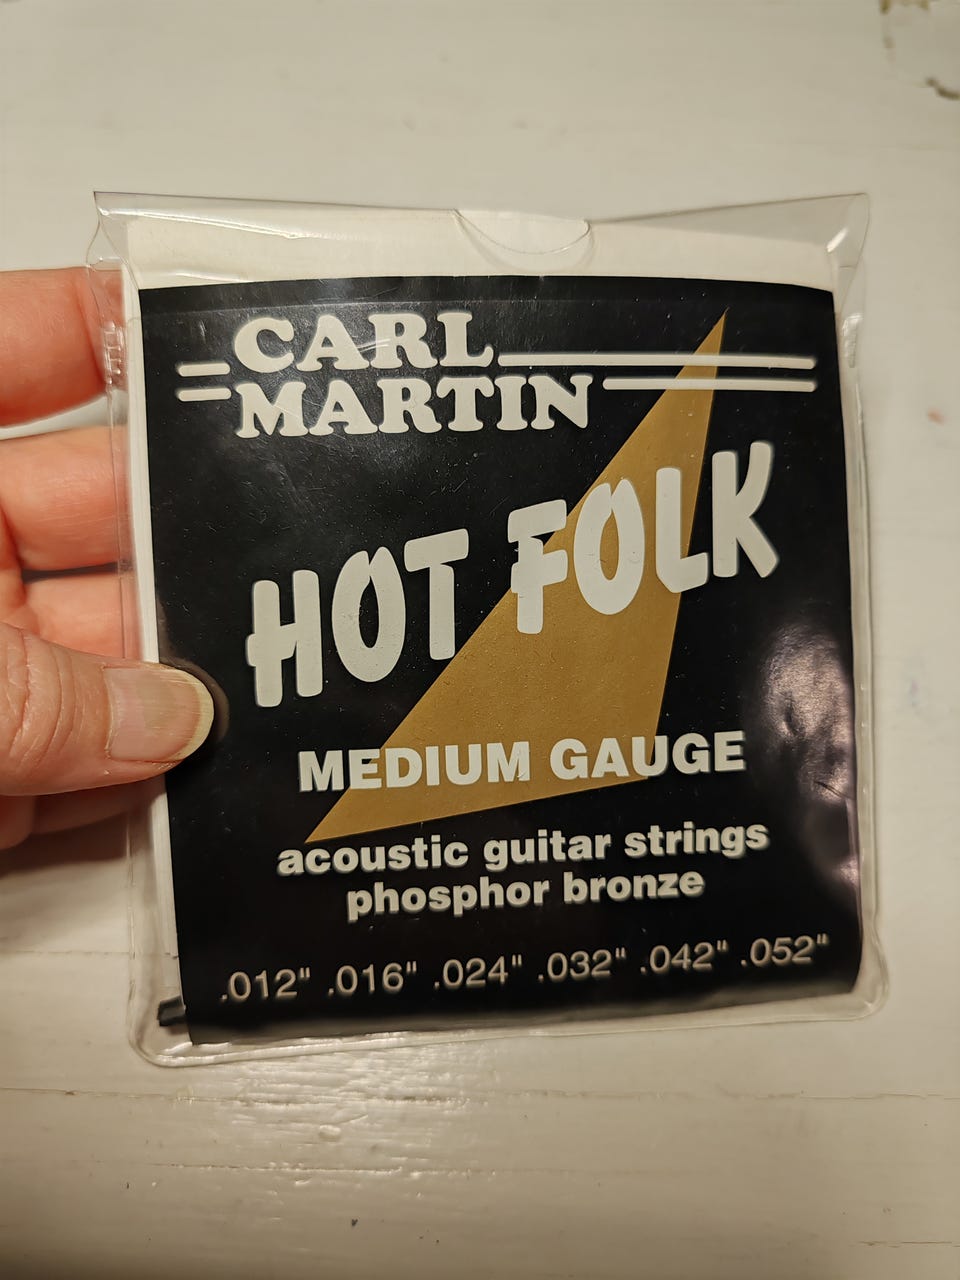 CARL
MARTIN
HOT FOLK
MEDIUM GAUGE
acoustic guitar strings
phosphor bronze
.012" .016" .024" .032" .042" .052"